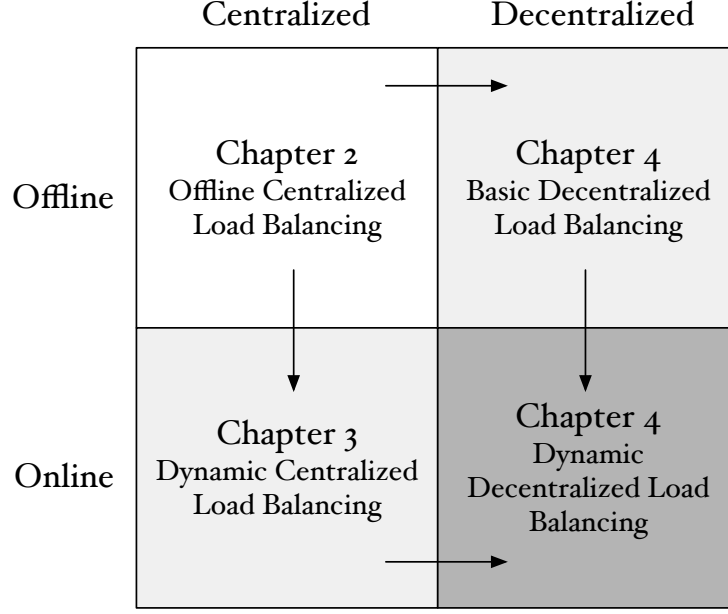 Centralized
Decentralized
Offline
Chapter 2
Offline Centralized
Load Balancing
Chapter 4
Basic Decentralized
Load Balancing
Online
Chapter 3
Dynamic Centralized
Load Balancing
Chapter 4
Dynamic
Decentralized Load
Balancing